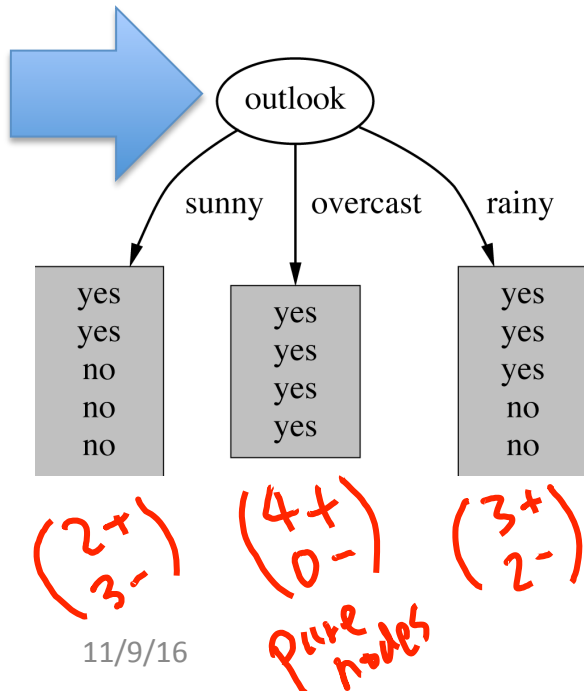 outlook
sunny overcast rainy
yes
yes
no
no
no
yes
yes
yes
yes
yes
yes
yes
no
no
(2+
3-)
(4+
0-)
(3+
2-)
pure
nodes
11/9/16